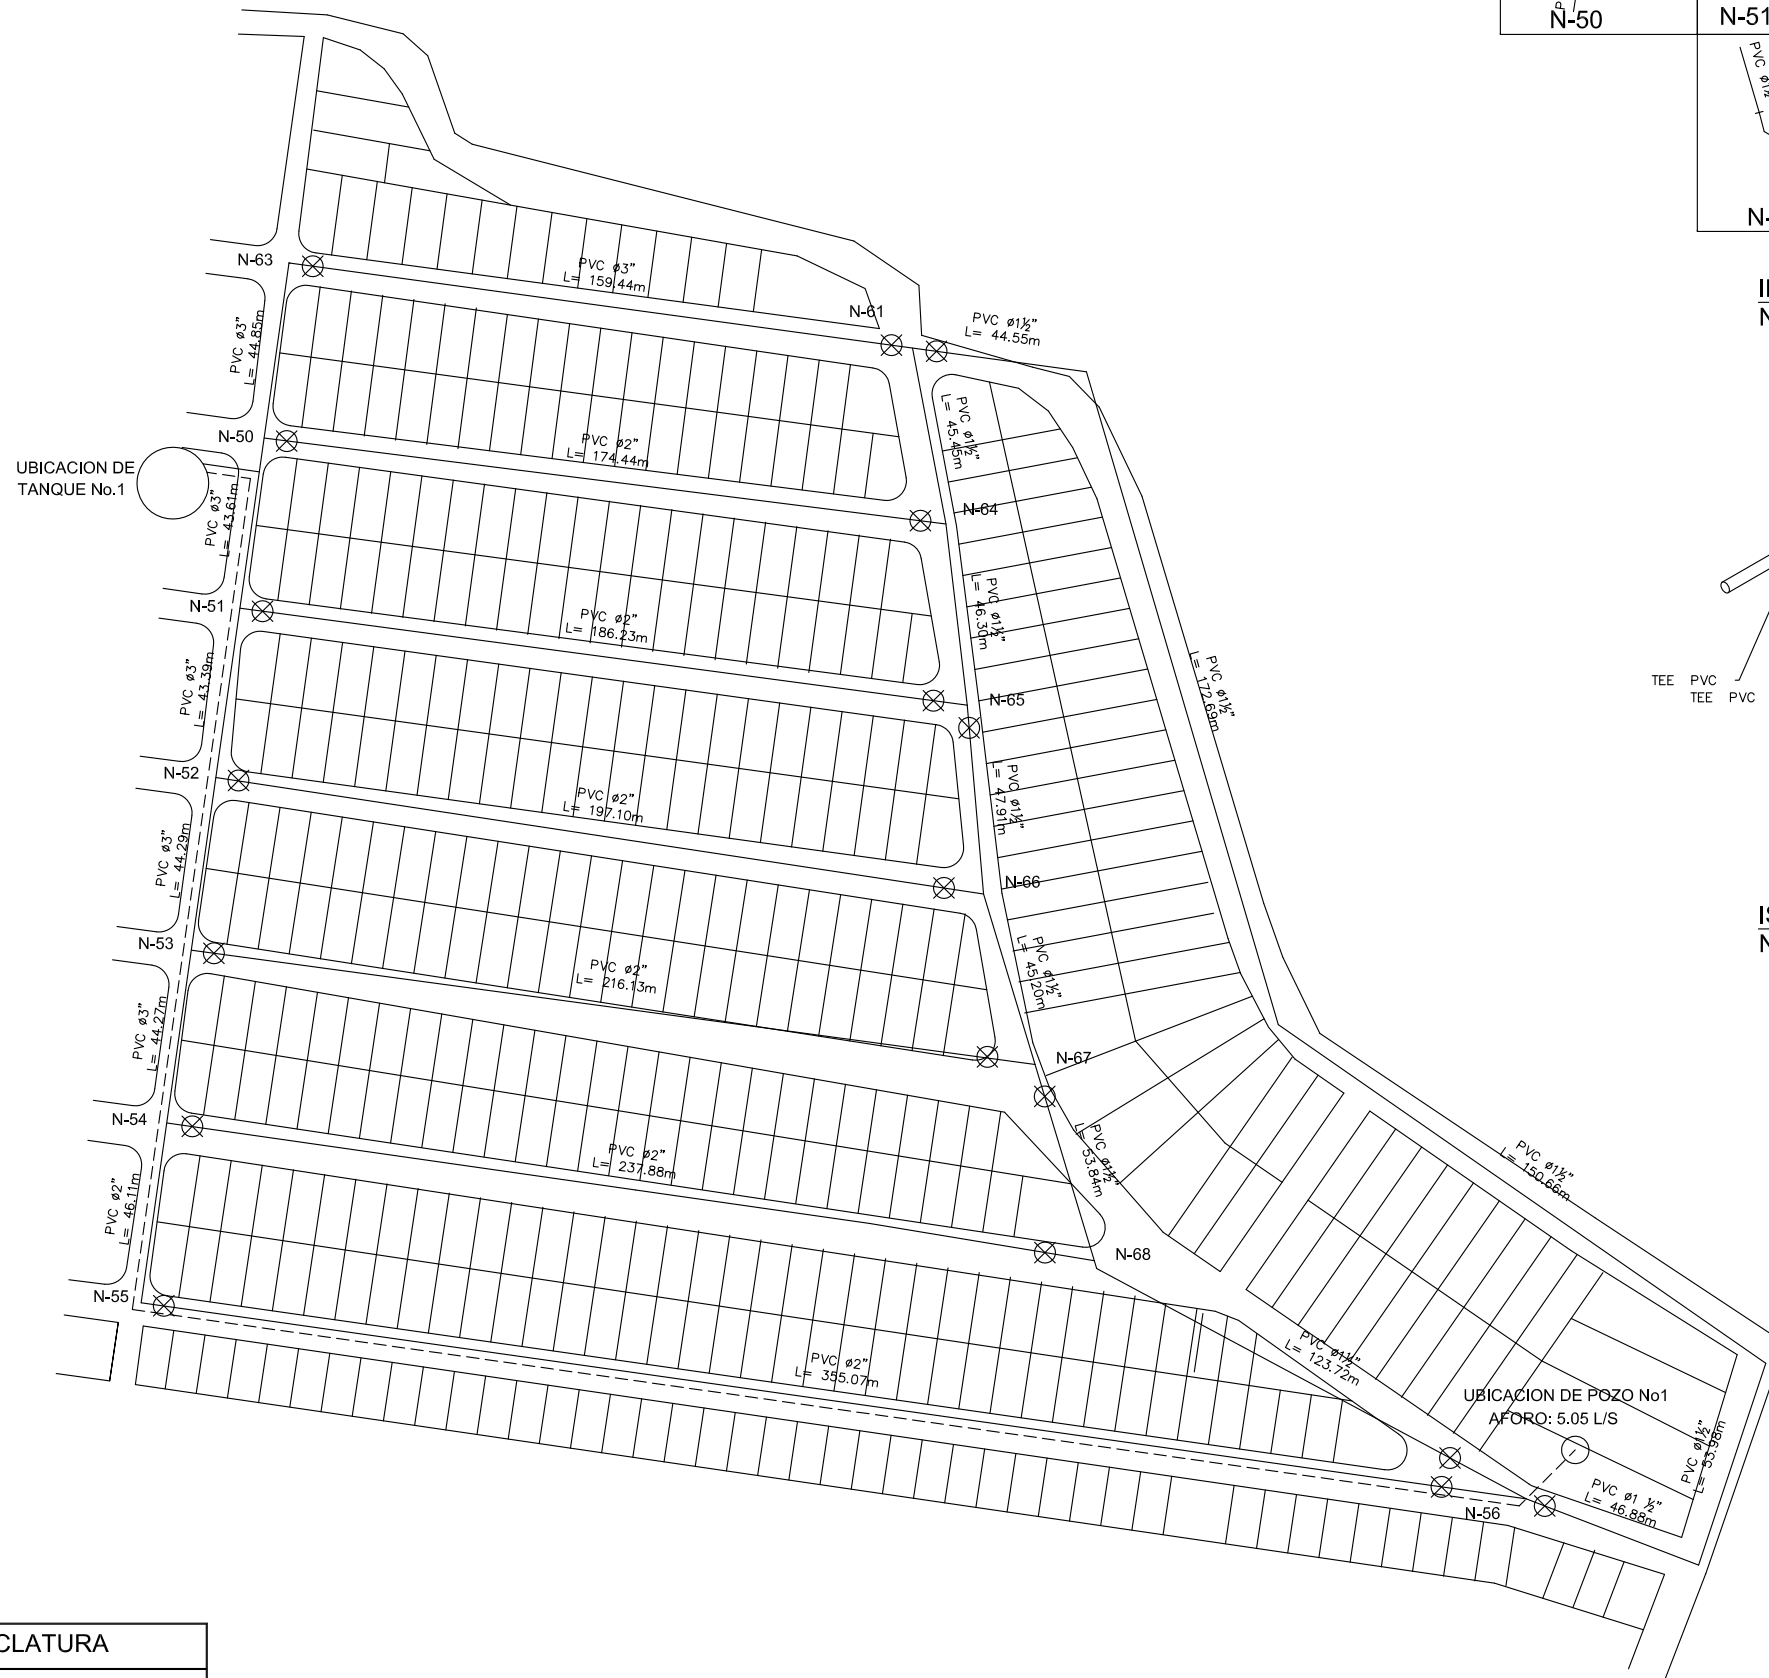 N-50
N-51
PVC ø1½
N-
N-63
PVC ø3"
L= 159.44m
N-61
PVC ø1½"
L= 44.55m
PVC ø3"
L= 44.85m
N-50
PVC ø2"
L= 174.44m
PVC ø1½"
L= 45.45m
UBICACION DE
TANQUE No.1
PVC ø3"
L= 43.61m
N-64
N-51
PVC ø2"
L= 186.23m
PVC ø1½"
L= 46.30m
PVC ø3"
L= 43.39m
N-65
PVC ø1½"
L= 172.69m
TEE PVC
TEE PVC
N-52
PVC ø2"
L= 197.10m
PVC ø1½"
L= 47.91m
PVC ø3"
L= 44.29m
N-66
N-53
PVC ø2"
L= 216.13m
PVC ø1½"
L= 45.20m
PVC ø3"
L= 44.27m
N-67
N-54
PVC ø2"
L= 237.88m
PVC ø1½"
L= 53.84m
PVC ø1½"
L= 150.66m
PVC ø2"
L= 46.11m
N-68
N-55
PVC ø2"
L= 355.07m
PVC ø1½"
L= 123.72m
UBICACION DE POZO No1
AFORO: 5.05 L/S
PVC ø1½"
L= 53.98m
PVC ø1 ½"
L= 46.88m
N-56
CLATURA